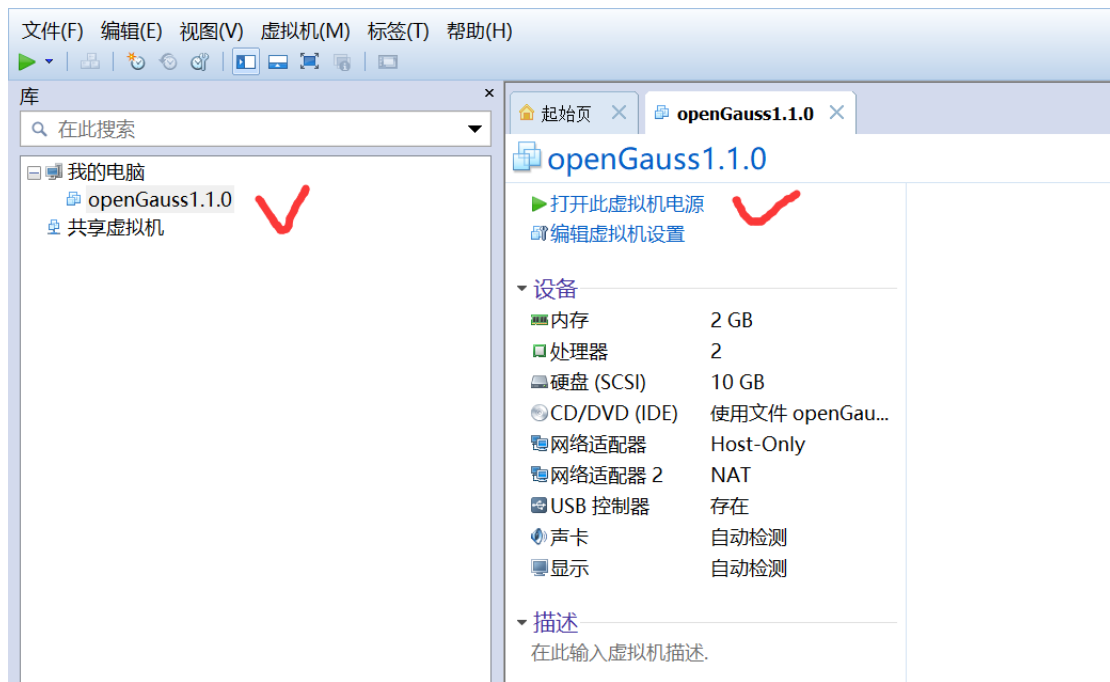 文件(F) 编辑(E) 视图(V) 虚拟机(M) 标签(T) 帮助(H)
库 ×
在此搜索
我的电脑
openGauss1.1.0
共享虚拟机
起始页 openGauss1.1.0
openGauss1.1.0
打开此虚拟机电源
编辑虚拟机设置
设备
内存 2 GB
处理器 2
硬盘 (SCSI) 10 GB
CD/DVD (IDE) 使用文件 openGau...
网络适配器 Host-Only
网络适配器 2 NAT
USB 控制器 存在
声卡 自动检测
显示 自动检测
描述
在此输入虚拟机描述.